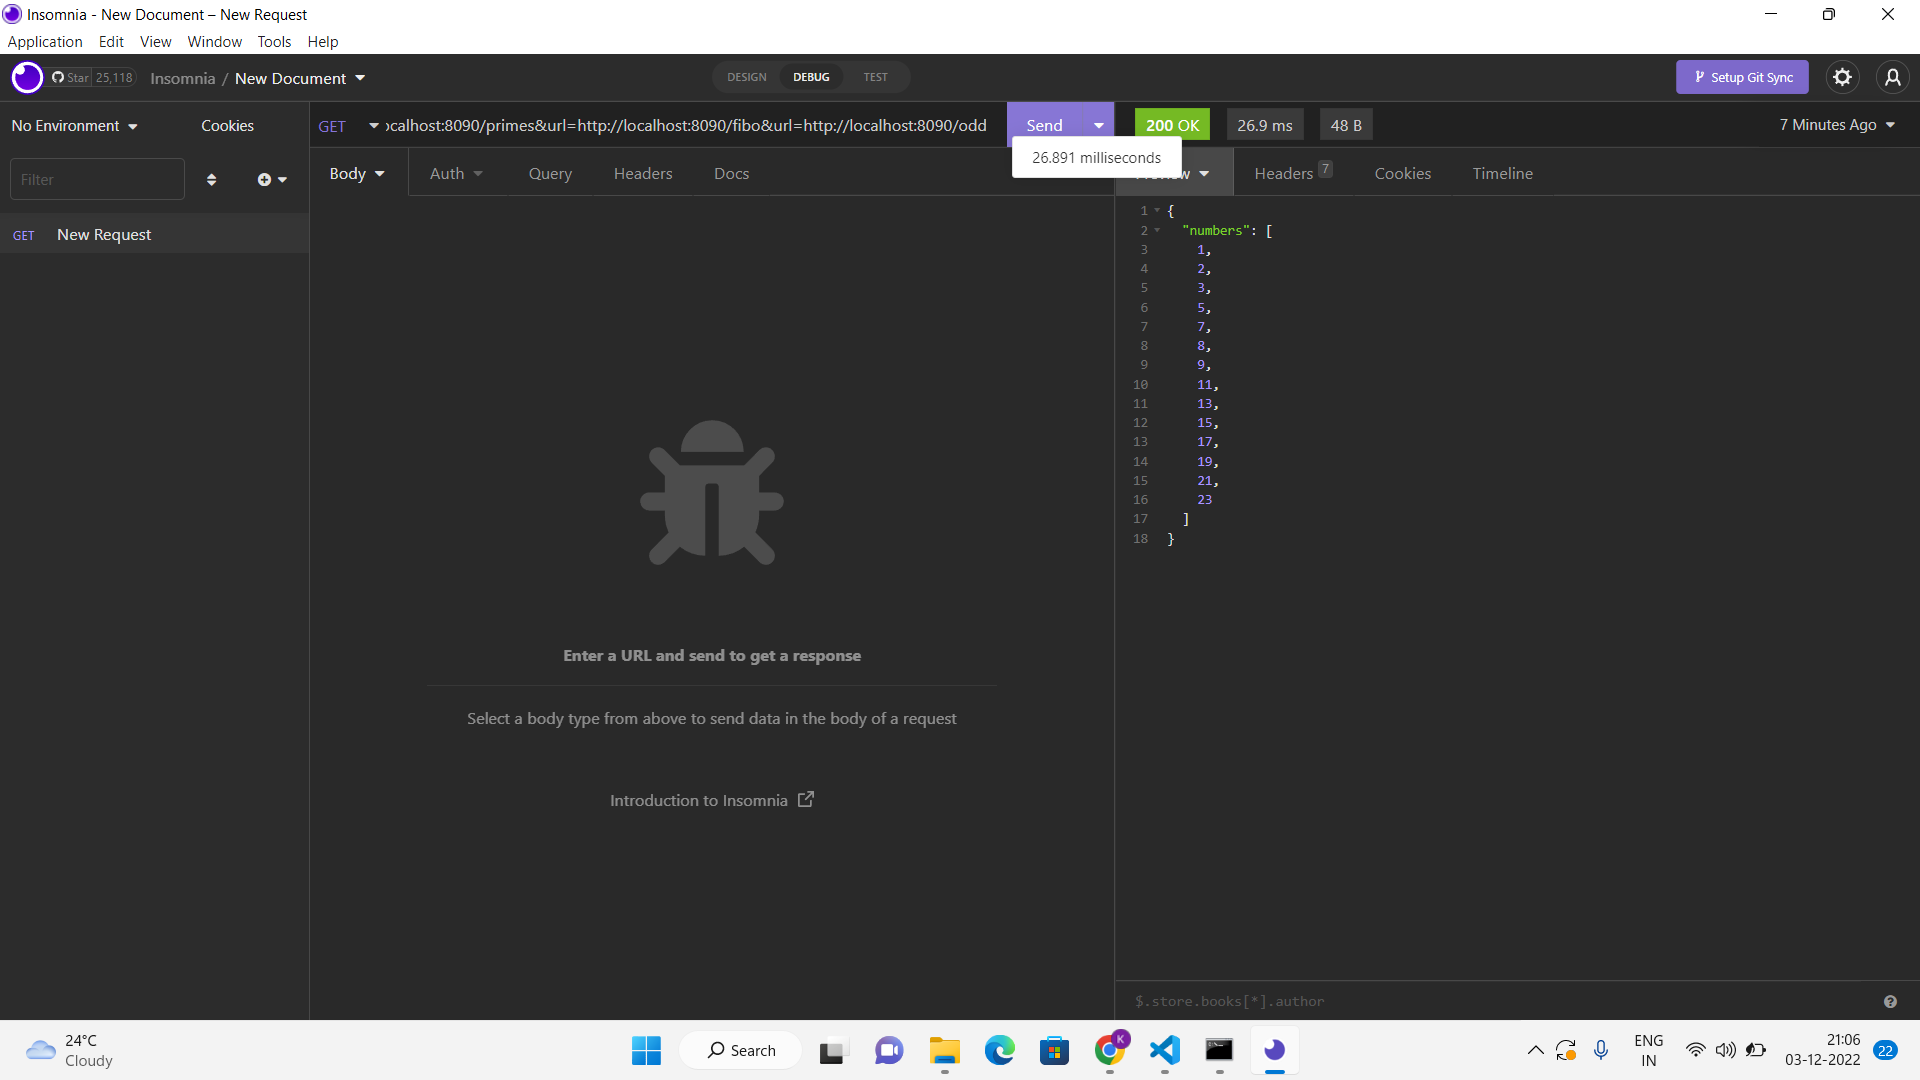 Insomnia - New Document – New Request
Application Edit View Window Tools Help
Star 25,118 Insomnia / New Document
DESIGN DEBUG TEST
Setup Git Sync
No Environment Cookies
GET ocalhost:8090/primes&url=http://localhost:8090/fibo&url=http://localhost:8090/odd
Send
200 OK 26.9 ms 48 B
7 Minutes Ago
26.891 milliseconds
Filter
Body Auth Query Headers Docs
Headers 7 Cookies Timeline
GET New Request
1 {
2 "numbers": [
3 1,
4 2,
5 3,
6 5,
7 7,
8 8,
9 9,
10 11,
11 13,
12 15,
13 17,
14 19,
15 21,
16 23
17 ]
18 }
Enter a URL and send to get a response
Select a body type from above to send data in the body of a request
Introduction to Insomnia
$.store.books[*].author
24°C
Cloudy
Search
K
ENG
IN
21:06
03-12-2022
22